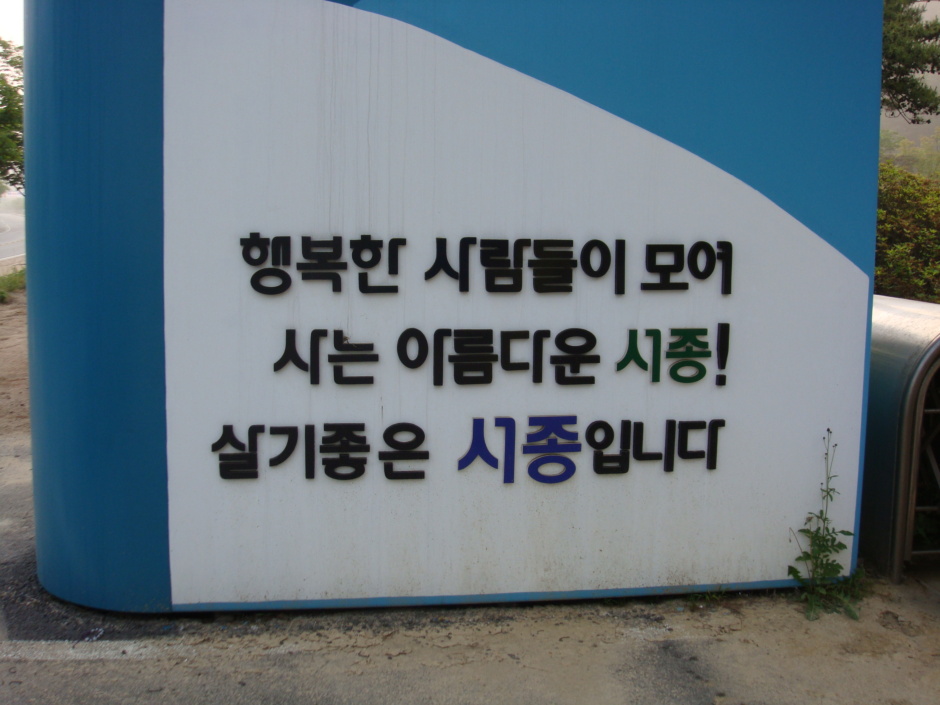 행복한 사람들이 모여
사는 아름다운 시종!
살기좋은 시종입니다